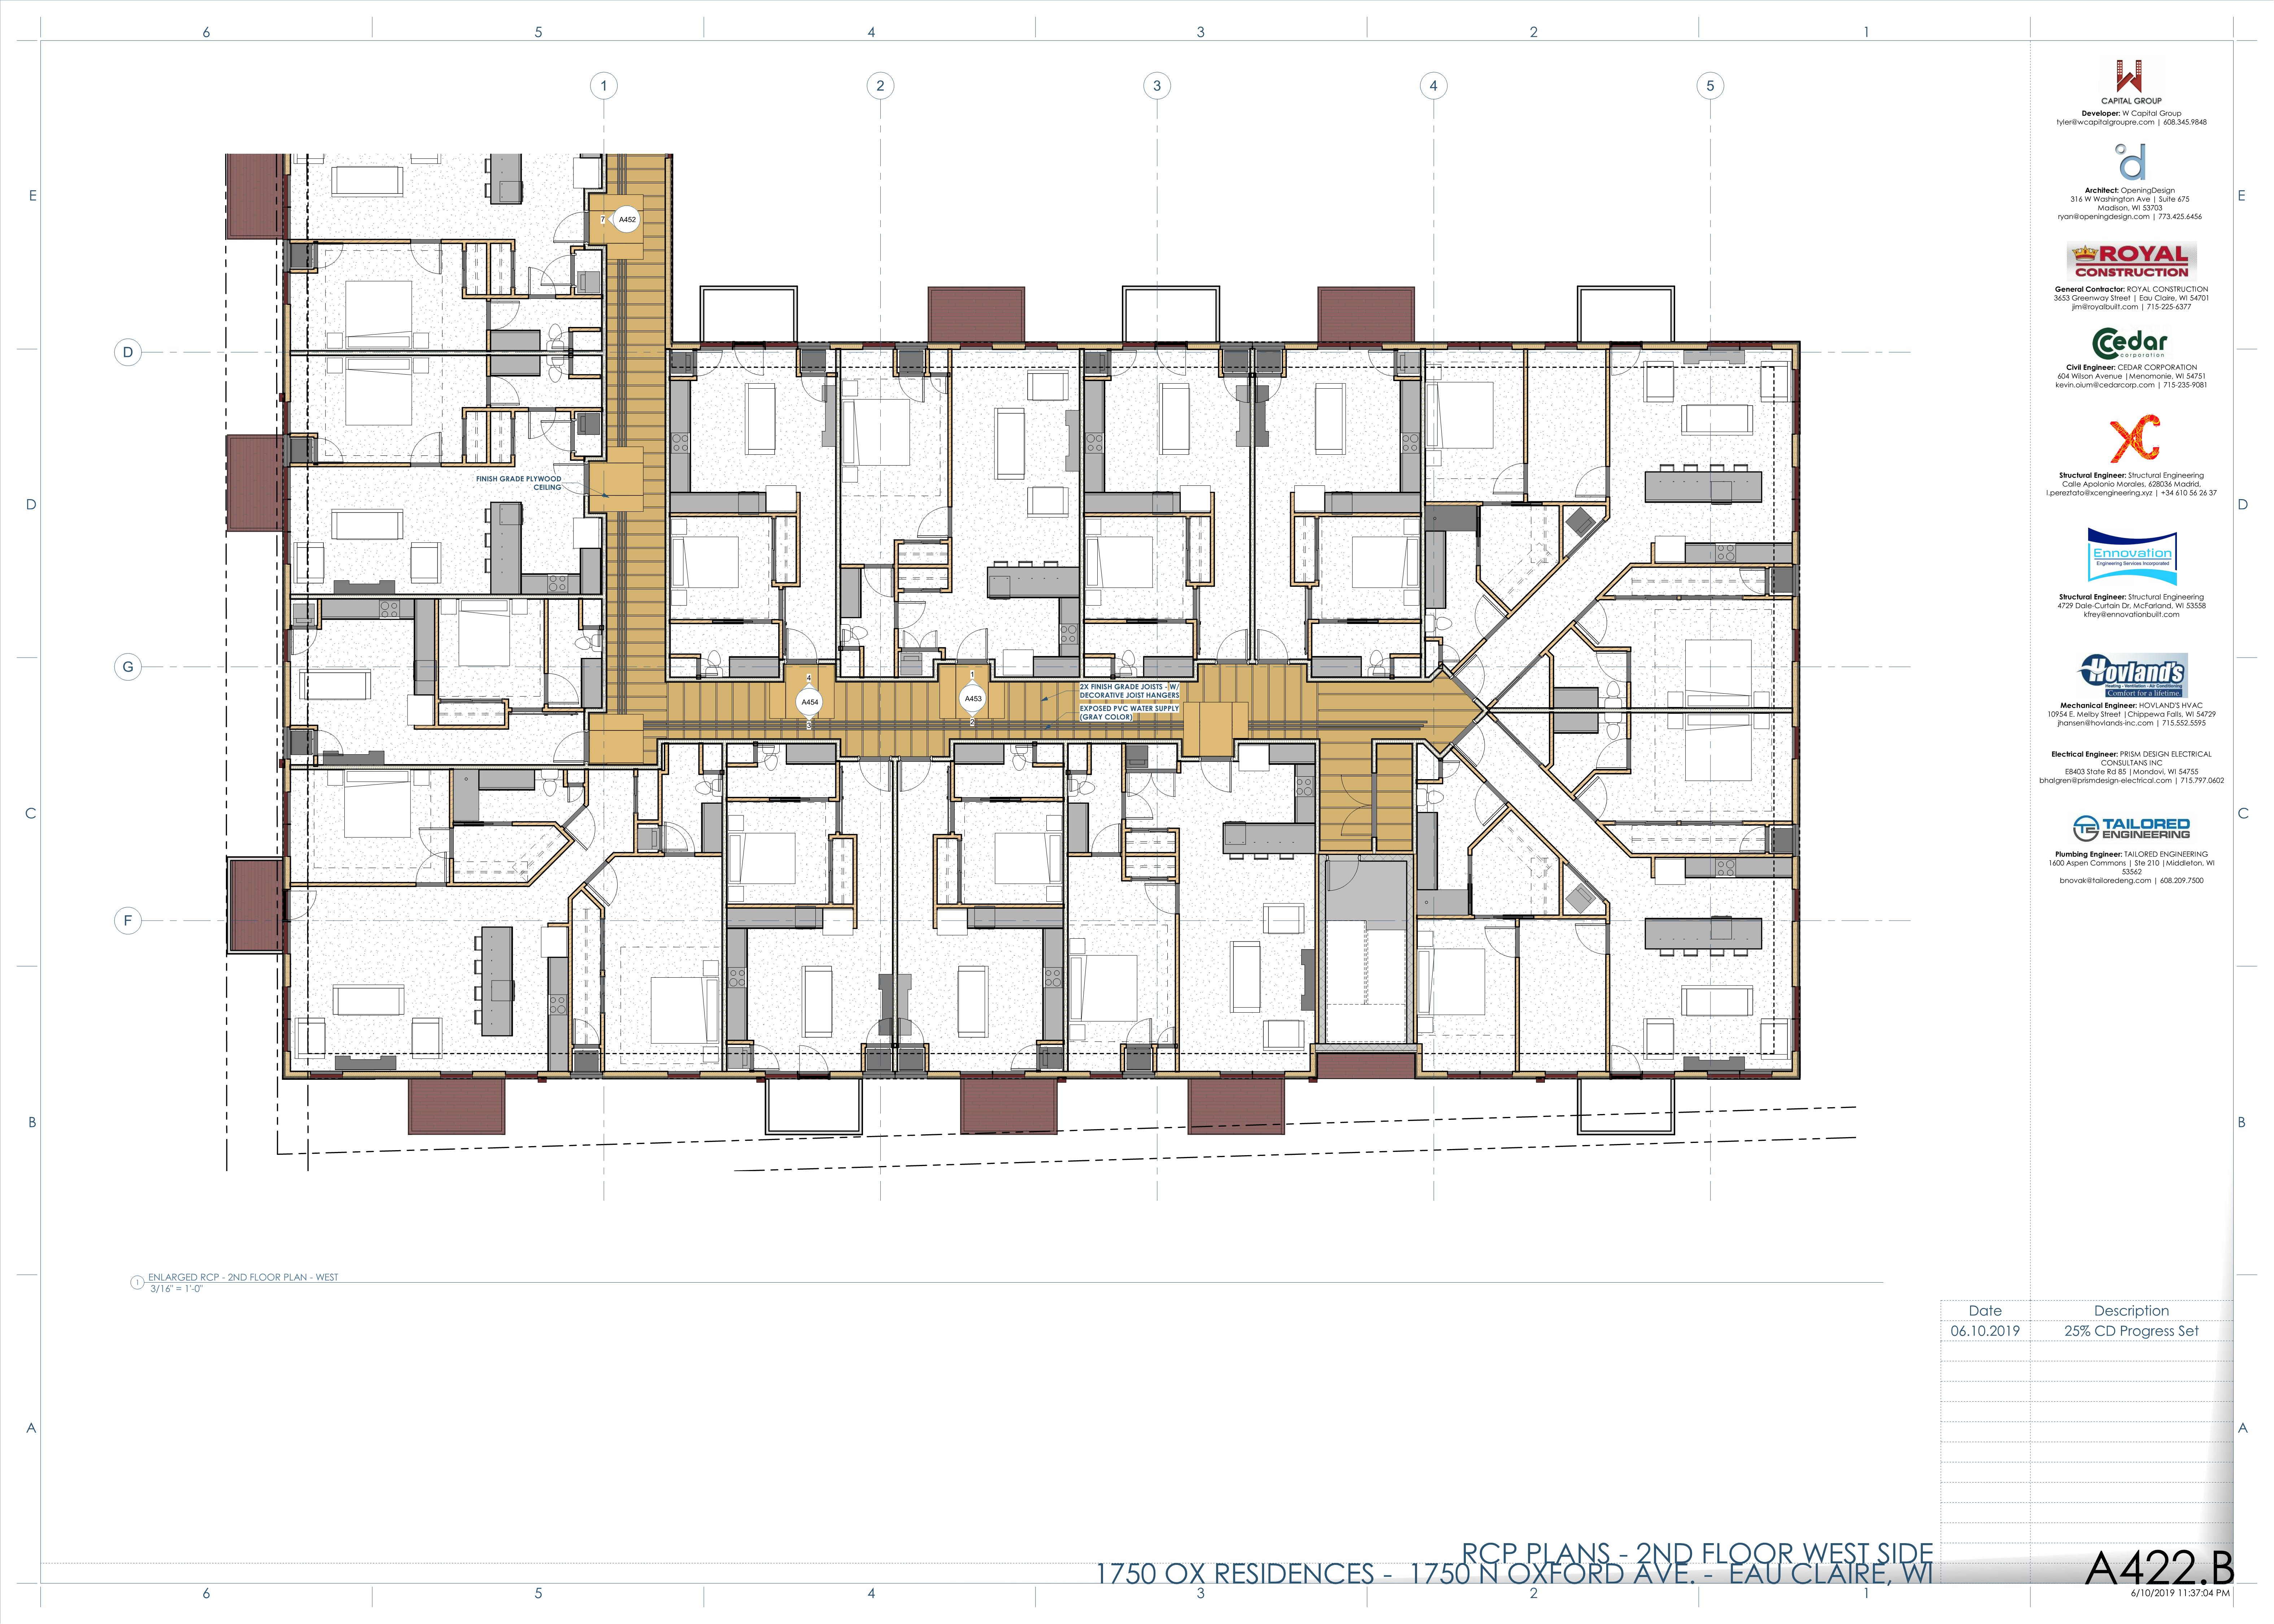 6 5 4 3 2 1
1 2 3 4 5
E
D
C
B
A
D
G
F
E
D
C
B
A
7 A452
FINISH GRADE PLYWOOD
CEILING
4
A454
1
A453
2
2X FINISH GRADE JOISTS - W/
DECORATIVE JOIST HANGERS
EXPOSED PVC WATER SUPPLY
(GRAY COLOR)
1 ENLARGED RCP - 2ND FLOOR PLAN - WEST
3/16" = 1'-0"
W
CAPITAL GROUP
Developer: W Capital Group
tyler@wcapitalgroupre.com | 608.345.9848
d
Architect: OpeningDesign
316 W Washington Ave | Suite 675
Madison, WI 53703
ryan@openingdesign.com | 773.425.6456
ROYAL
CONSTRUCTION
General Contractor: ROYAL CONSTRUCTION
3653 Greenway Street | Eau Claire, WI 54701
jim@royalbuilt.com | 715-225-6377
Cedar
corporation
Civil Engineer: CEDAR CORPORATION
604 Wilson Avenue |Menomonie, WI 54751
kevin.oium@cedarcorp.com | 715-235-9081
XC
Structural Engineer: Structural Engineering
Calle Apolonio Morales, 628036 Madrid,
l.pereztato@xcengineering.xyz | +34 610 56 26 37
Ennovation
Engineering Services Incorporated
Structural Engineer: Structural Engineering
4729 Dale-Curtain Dr, McFarland, WI 53558
kfrey@ennovationbuilt.com
Hovland's
Heating - Ventilation - Air Conditioning
Comfort for a lifetime
Mechanical Engineer: HOVLAND'S HVAC
10954 E. Melby Street |Chippewa Falls, WI 54729
jhansen@hovlands-inc.com | 715.552.5595
Electrical Engineer: PRISM DESIGN ELECTRICAL
CONSULTANS INC
E8403 State Rd 85 |Mondovi, WI 54755
bhalgren@prismdesign-electrical.com | 715.797.0602
TE TAILORED
ENGINEERING
Plumbing Engineer: TAILORED ENGINEERING
1600 Aspen Commons | Ste 210 |Middleton, WI
53562
bnovak@tailoredeng.com | 608.209.7500
Date Description
06.10.2019 25% CD Progress Set
RCP PLANS - 2ND FLOOR WEST SIDE
1750 OX RESIDENCES - 1750 N OXFORD AVE. - EAU CLAIRE, WI
A422.B
6/10/2019 11:37:04 PM
6 5 4 3 2 1